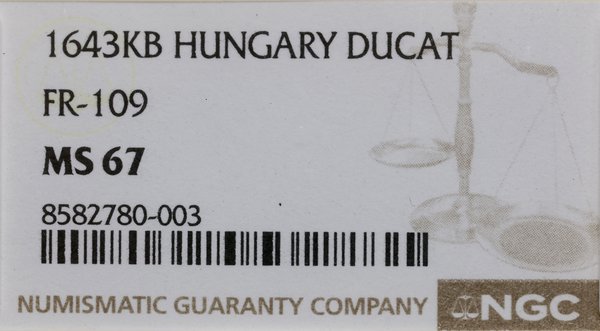 1643KB HUNGARY DUCAT
FR-109
MS 67
8582780-003
NUMISMATIC GUARANTY COMPANY
NGC